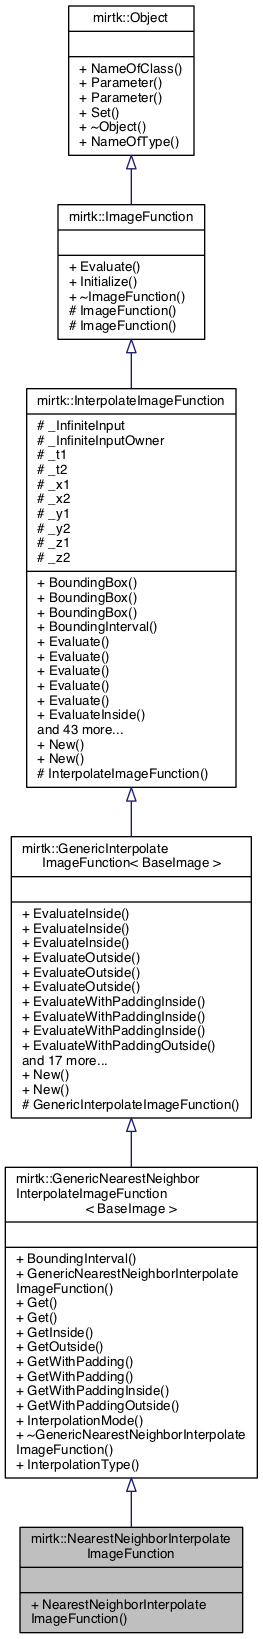 mirtk::Object
+ NameOfClass()
+ Parameter()
+ Parameter()
+ Set()
+ ~Object()
+ NameOfType()
mirtk::ImageFunction
+ Evaluate()
+ Initialize()
+ ~ImageFunction()
# ImageFunction()
# ImageFunction()
mirtk::InterpolateImageFunction
# _InfiniteInput
# _InfiniteInputOwner
# _t1
# _t2
# _x1
# _x2
# _y1
# _y2
# _z1
# _z2
+ BoundingBox()
+ BoundingBox()
+ BoundingBox()
+ BoundingInterval()
+ Evaluate()
+ Evaluate()
+ Evaluate()
+ Evaluate()
+ Evaluate()
+ EvaluateInside()
and 43 more...
+ New()
+ New()
# InterpolateImageFunction()
mirtk::GenericInterpolate
ImageFunction< BaseImage >
+ EvaluateInside()
+ EvaluateInside()
+ EvaluateInside()
+ EvaluateOutside()
+ EvaluateOutside()
+ EvaluateOutside()
+ EvaluateWithPaddingInside()
+ EvaluateWithPaddingInside()
+ EvaluateWithPaddingInside()
+ EvaluateWithPaddingOutside()
and 17 more...
+ New()
+ New()
# GenericInterpolateImageFunction()
mirtk::GenericNearestNeighbor
InterpolateImageFunction
< BaseImage >
+ BoundingInterval()
+ GenericNearestNeighborInterpolate
ImageFunction()
+ Get()
+ Get()
+ GetInside()
+ GetOutside()
+ GetWithPadding()
+ GetWithPadding()
+ GetWithPaddingInside()
+ GetWithPaddingOutside()
+ InterpolationMode()
+ ~GenericNearestNeighborInterpolate
ImageFunction()
+ InterpolationType()
mirtk::NearestNeighborInterpolate
ImageFunction
+ NearestNeighborInterpolate
ImageFunction()